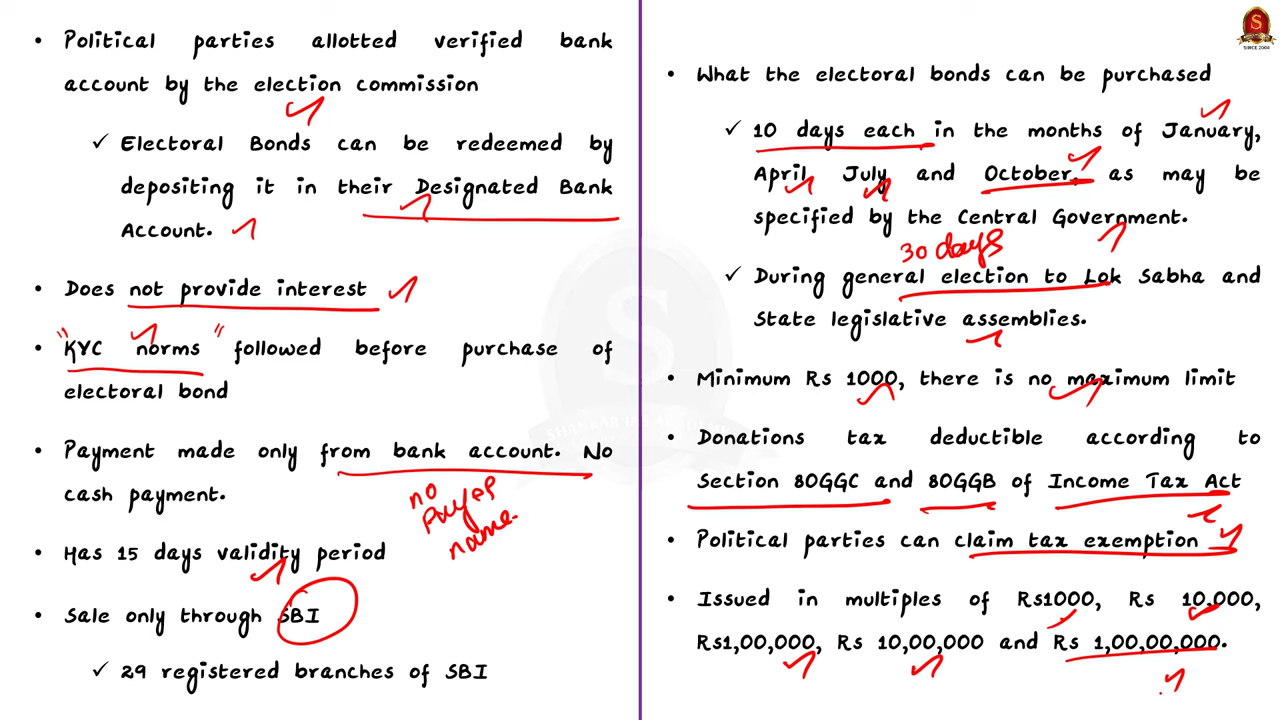 • Political parties allotted verified bank
account by the election commission
✓ Electoral Bonds can be redeemed by
depositing it in their Designated Bank
Account.
• Does not provide interest
• "KYC norms" followed before purchase of
electoral bond
• Payment made only from bank account. No
cash payment.
no
Payee
name.
• Has 15 days validity period
• Sale only through SBI
✓ 29 registered branches of SBI
S
SINCE 2004
• What the electoral bonds can be purchased
✓ 10 days each in the months of January,
April July and October, as may be
specified by the Central Government.
30 days
✓ During general election to Lok Sabha and
State legislative assemblies.
• Minimum Rs 1000, there is no maximum limit
• Donations tax deductible according to
Section 80GGC and 80GGB of Income Tax Act
• Political parties can claim tax exemption
• Issued in multiples of Rs1000, Rs 10,000,
Rs1,00,000, Rs 10,00,000 and Rs 1,00,00,000.
S